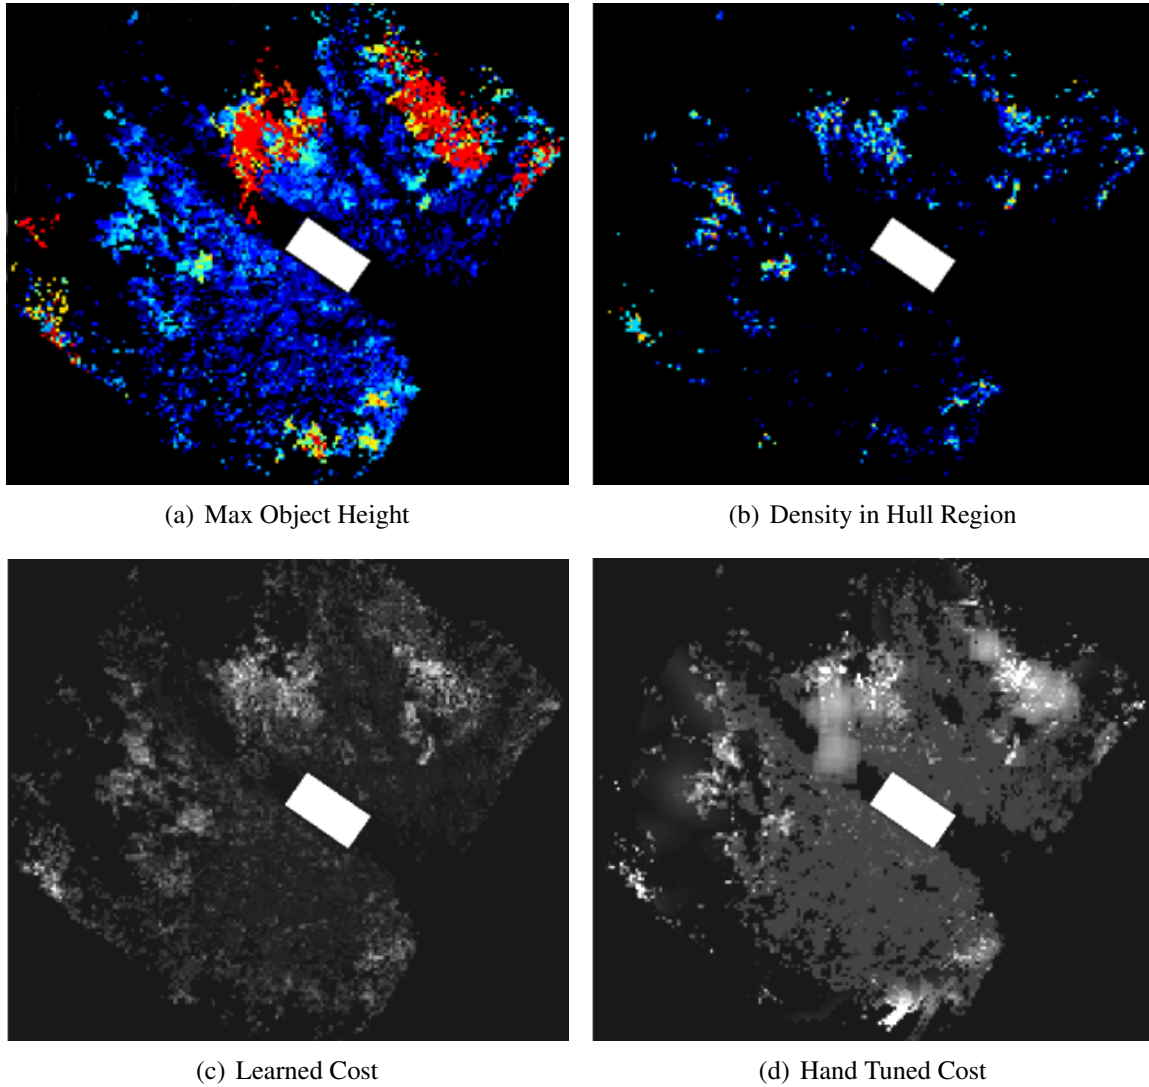 (a) Max Object Height
(b) Density in Hull Region
(c) Learned Cost
(d) Hand Tuned Cost